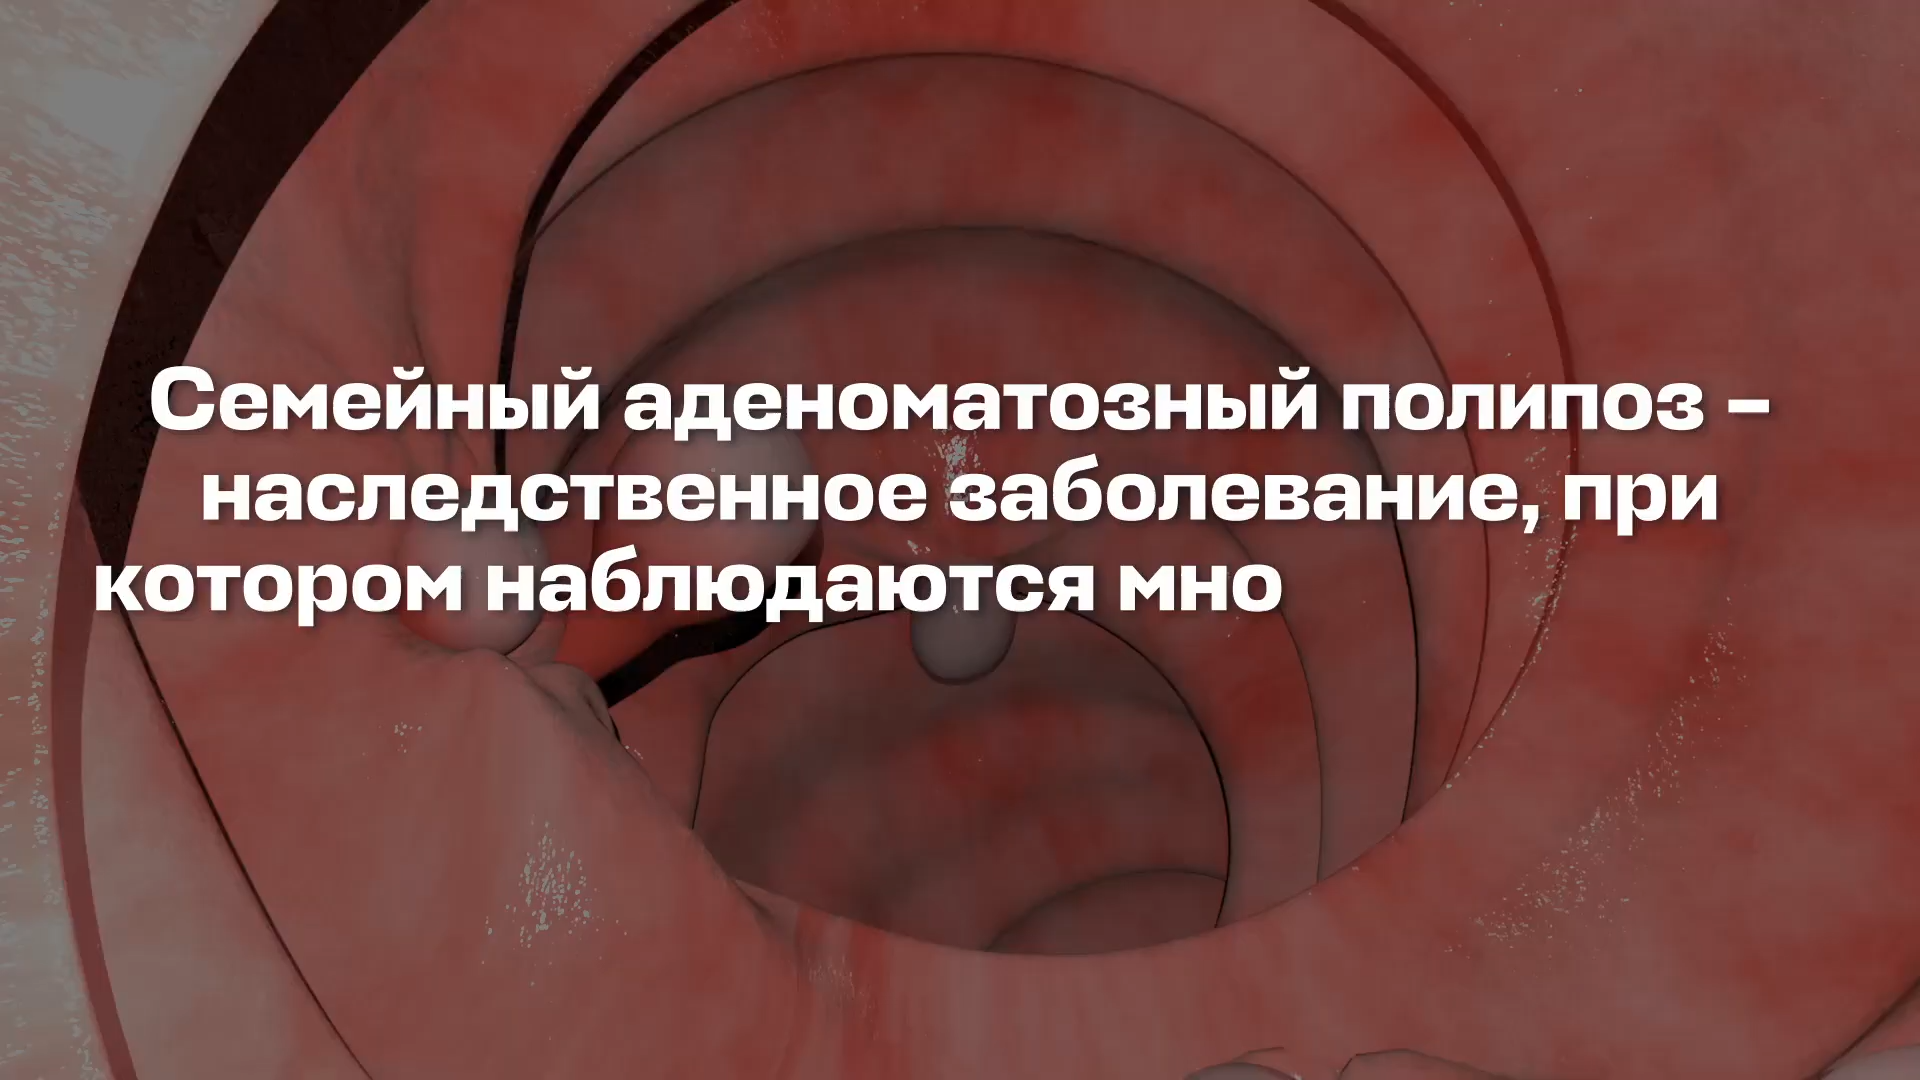 Семейный аденоматозный полипоз –
наследственное заболевание, при
котором наблюдаются мно